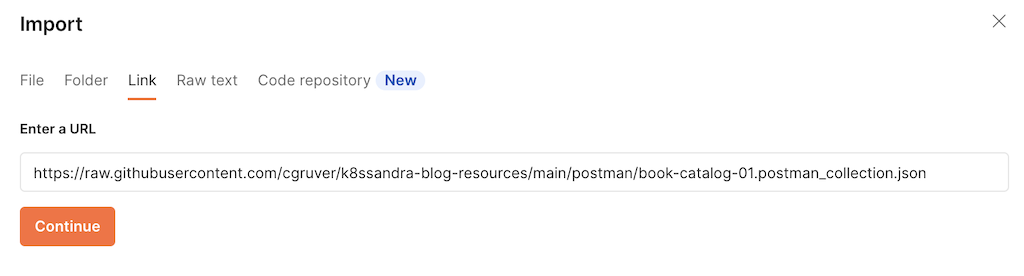 Import
File Folder Link Raw text Code repository New
Enter a URL
https://raw.githubusercontent.com/cgruver/k8ssandra-blog-resources/main/postman/book-catalog-01.postman_collection.json
Continue